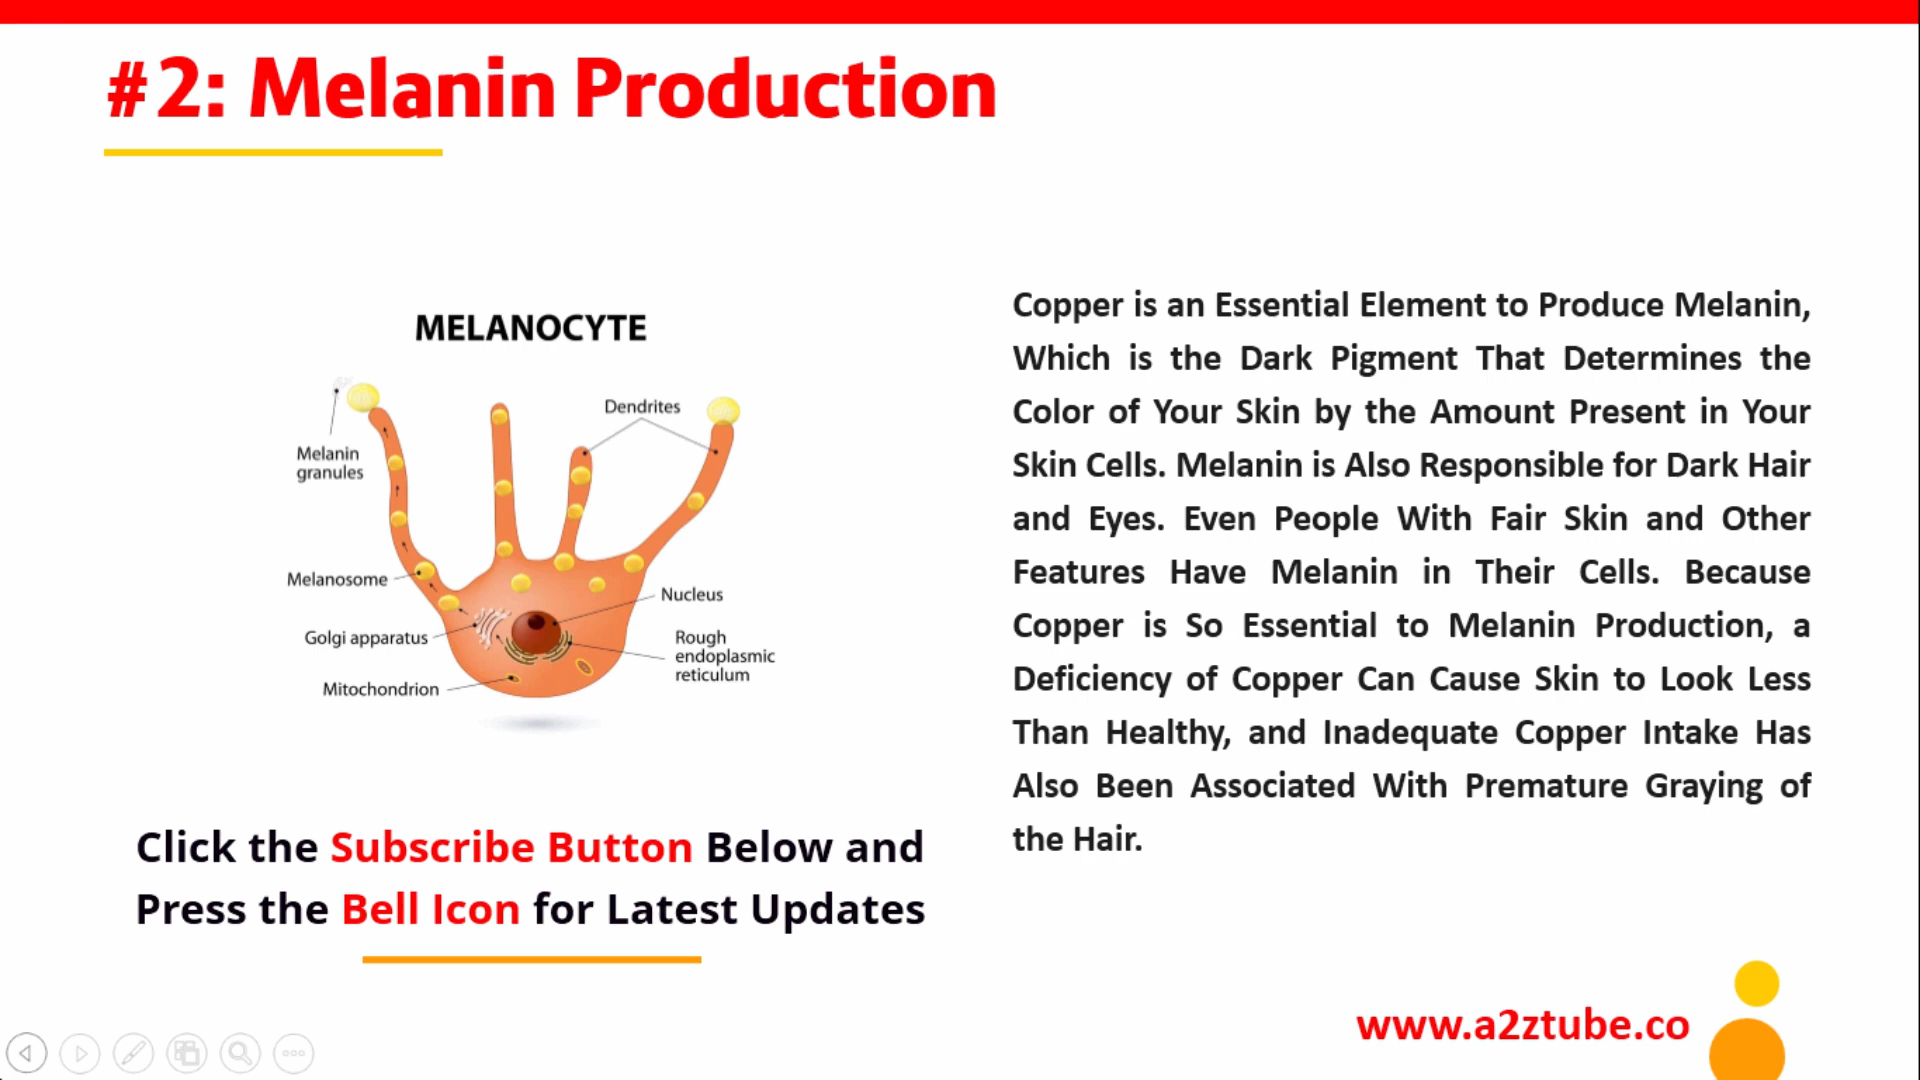 #2: Melanin Production
MELANOCYTE
Dendrites
Melanin
granules
Melanosome
Nucleus
Golgi apparatus
Rough
endoplasmic
reticulum
Mitochondrion
Click the Subscribe Button Below and
Press the Bell Icon for Latest Updates
Copper is an Essential Element to Produce Melanin,
Which is the Dark Pigment That Determines the
Color of Your Skin by the Amount Present in Your
Skin Cells. Melanin is Also Responsible for Dark Hair
and Eyes. Even People With Fair Skin and Other
Features Have Melanin in Their Cells. Because
Copper is So Essential to Melanin Production, a
Deficiency of Copper Can Cause Skin to Look Less
Than Healthy, and Inadequate Copper Intake Has
Also Been Associated With Premature Graying of
the Hair.
www.a2ztube.co